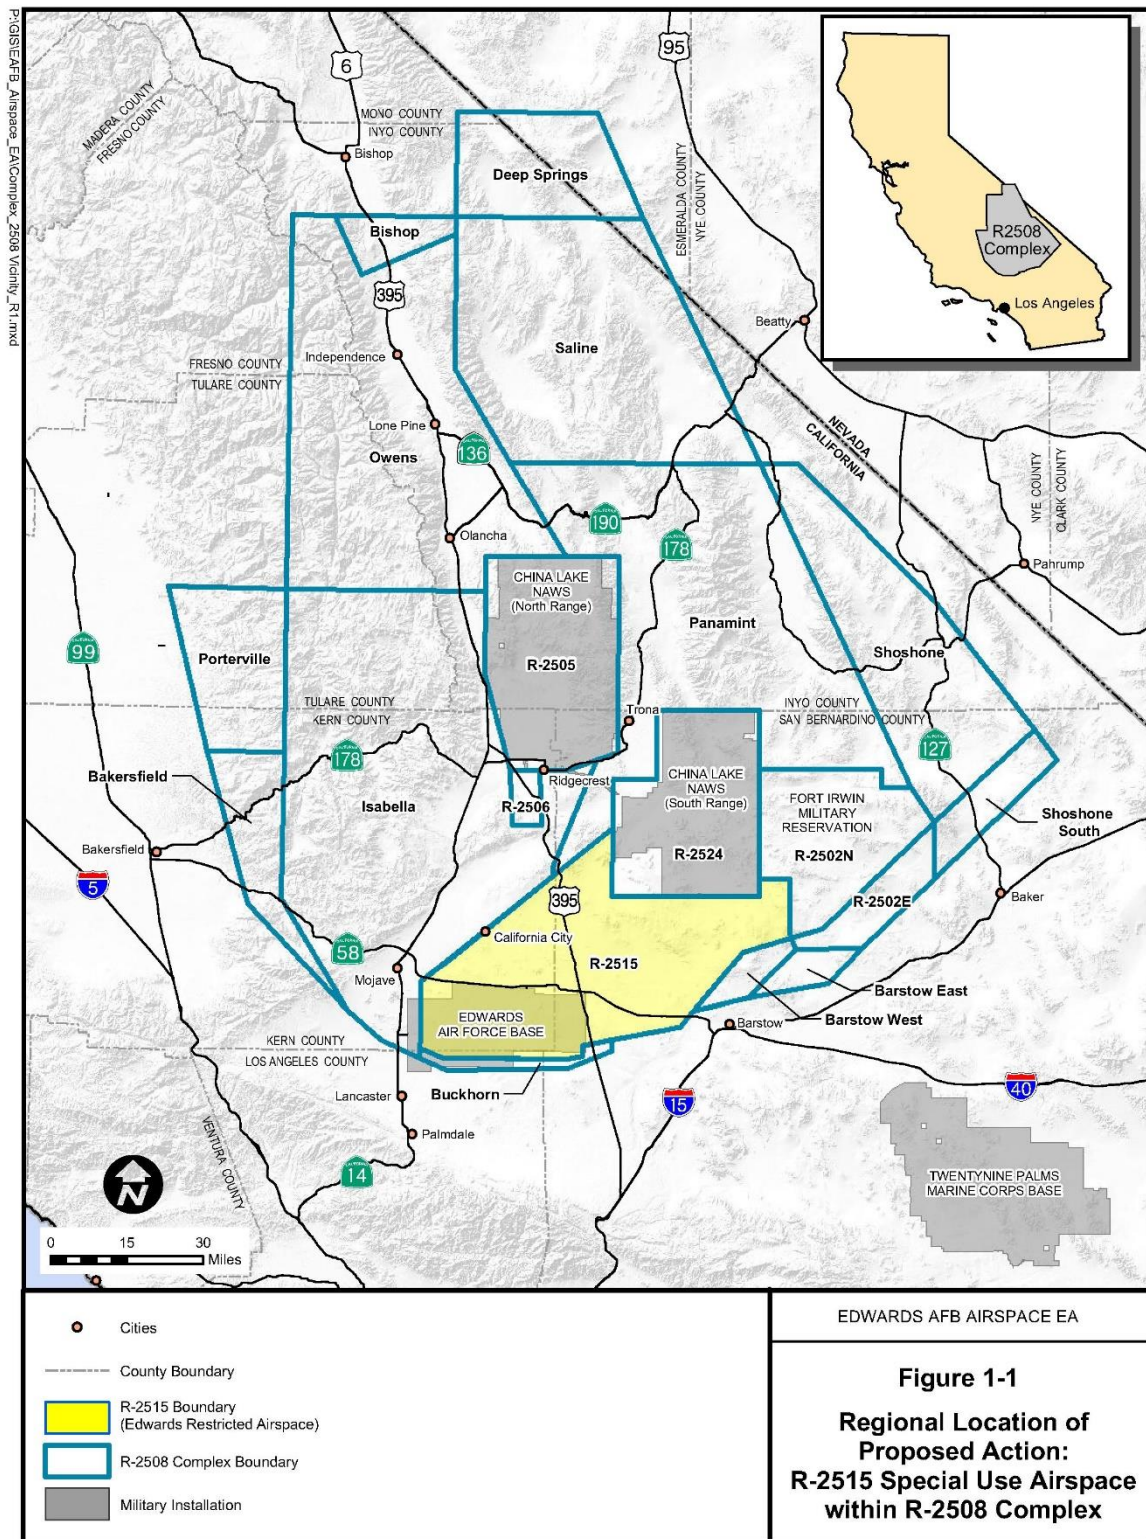 P:\GIS\EAFB_Airspace_EA\Complex_2508 Vicinity_R1.mxd
6
95
MADERA COUNTY
FRESNO COUNTY
MONO COUNTY
INYO COUNTY
Bishop
Deep Springs
ESMERALDA COUNTY
NYE COUNTY
R2508
Complex
Los Angeles
Bishop
395
Beatty
Independence
Saline
FRESNO COUNTY
TULARE COUNTY
Lone Pine
CALIFORNIA
136
Owens
NEVADA
CALIFORNIA
NYE COUNTY
CLARK COUNTY
CALIFORNIA
190
Olancha
CALIFORNIA
178
Pahrump
CHINA LAKE
NAWS
(North Range)
Panamint
CALIFORNIA
99
Porterville
R-2505
Shoshone
TULARE COUNTY
KERN COUNTY
Trona
INYO COUNTY
SAN BERNARDINO COUNTY
CALIFORNIA
178
CALIFORNIA
127
Bakersfield
Ridgecrest
CHINA LAKE
NAWS
(South Range)
FORT IRWIN
MILITARY
RESERVATION
Isabella
R-2506
Shoshone
South
Bakersfield
R-2524
R-2502N
5
395
R-2502E
Baker
California City
CALIFORNIA
58
Mojave
R-2515
Barstow East
Barstow West
EDWARDS
AIR FORCE BASE
Barstow
KERN COUNTY
LOS ANGELES COUNTY
Buckhorn
Lancaster
15
40
Palmdale
VENTURA COUNTY
CALIFORNIA
14
TWENTYNINE PALMS
MARINE CORPS BASE
N
0 15 30
Miles
Cities
County Boundary
R-2515 Boundary
(Edwards Restricted Airspace)
R-2508 Complex Boundary
Military Installation
EDWARDS AFB AIRSPACE EA
Figure 1-1
Regional Location of
Proposed Action:
R-2515 Special Use Airspace
within R-2508 Complex